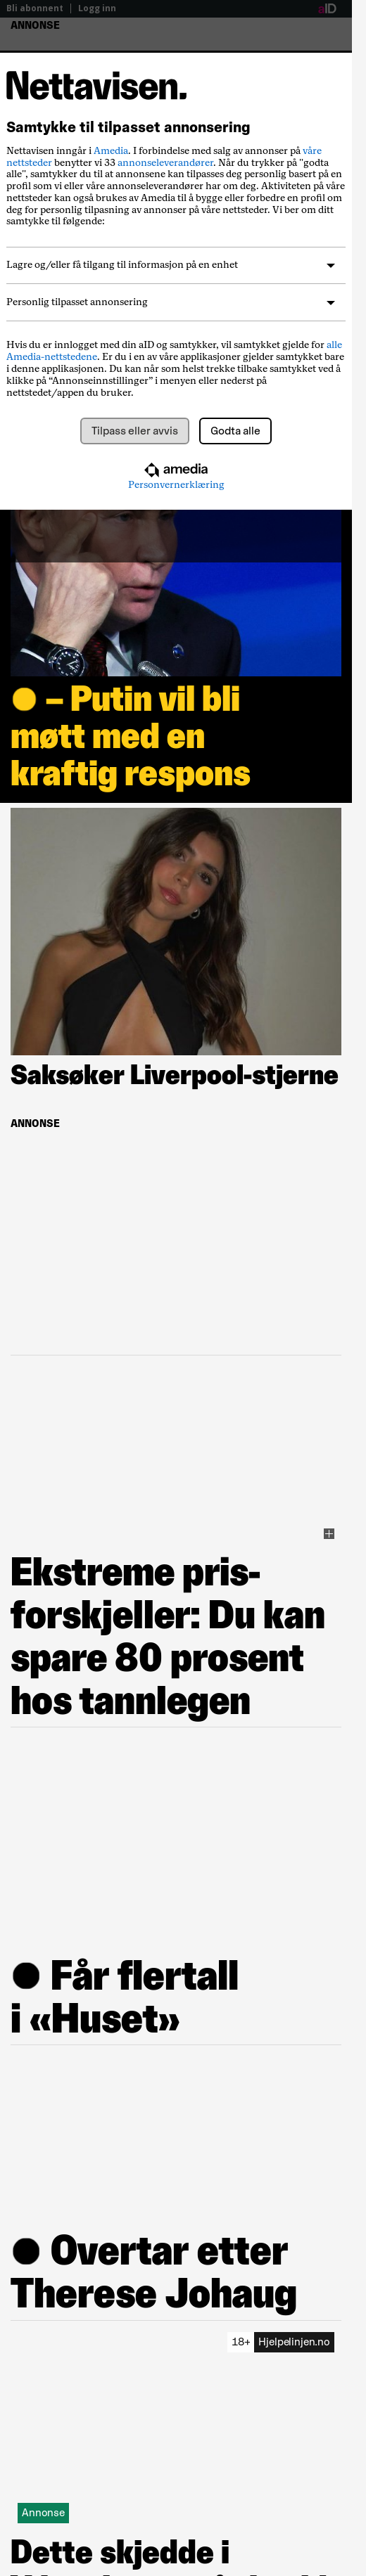 Bli abonnent | Logg inn
aID
ANNONSE
Nettavisen.
Samtykke til tilpasset annonsering
Nettavisen inngår i Amedia. I forbindelse med salg av annonser på våre
nettsteder benytter vi 33 annonseleverandører. Når du trykker på "godta
alle", samtykker du til at annonsene kan tilpasses deg personlig basert på en
profil som vi eller våre annonseleverandører har om deg. Aktiviteten på våre
nettsteder kan også brukes av Amedia til å bygge eller forbedre en profil om
deg for personlig tilpasning av annonser på våre nettsteder. Vi ber om ditt
samtykke til følgende:
Lagre og/eller få tilgang til informasjon på en enhet
Personlig tilpasset annonsering
Hvis du er innlogget med din aID og samtykker, vil samtykket gjelde for alle
Amedia-nettstedene. Er du i en av våre applikasjoner gjelder samtykket bare
i denne applikasjonen. Du kan når som helst trekke tilbake samtykket ved å
klikke på “Annonseinnstillinger” i menyen eller nederst på
nettstedet/appen du bruker.
Tilpass eller avvis
Godta alle
amedia
Personvernerklæring
– Putin vil bli
møtt med en
kraftig respons
Saksøker Liverpool-stjerne
ANNONSE
Ekstreme pris-
forskjeller: Du kan
spare 80 prosent
hos tannlegen
Får flertall
i «Huset»
Overtar etter
Therese Johaug
18+ Hjelpelinjen.no
Annonse
Dette skjedde i